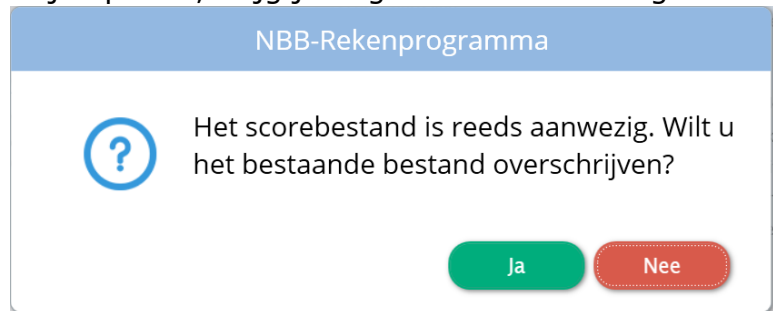 NBB-Rekenprogramma
Het scorebestand is reeds aanwezig. Wilt u
het bestaande bestand overschrijven?
Ja
Nee